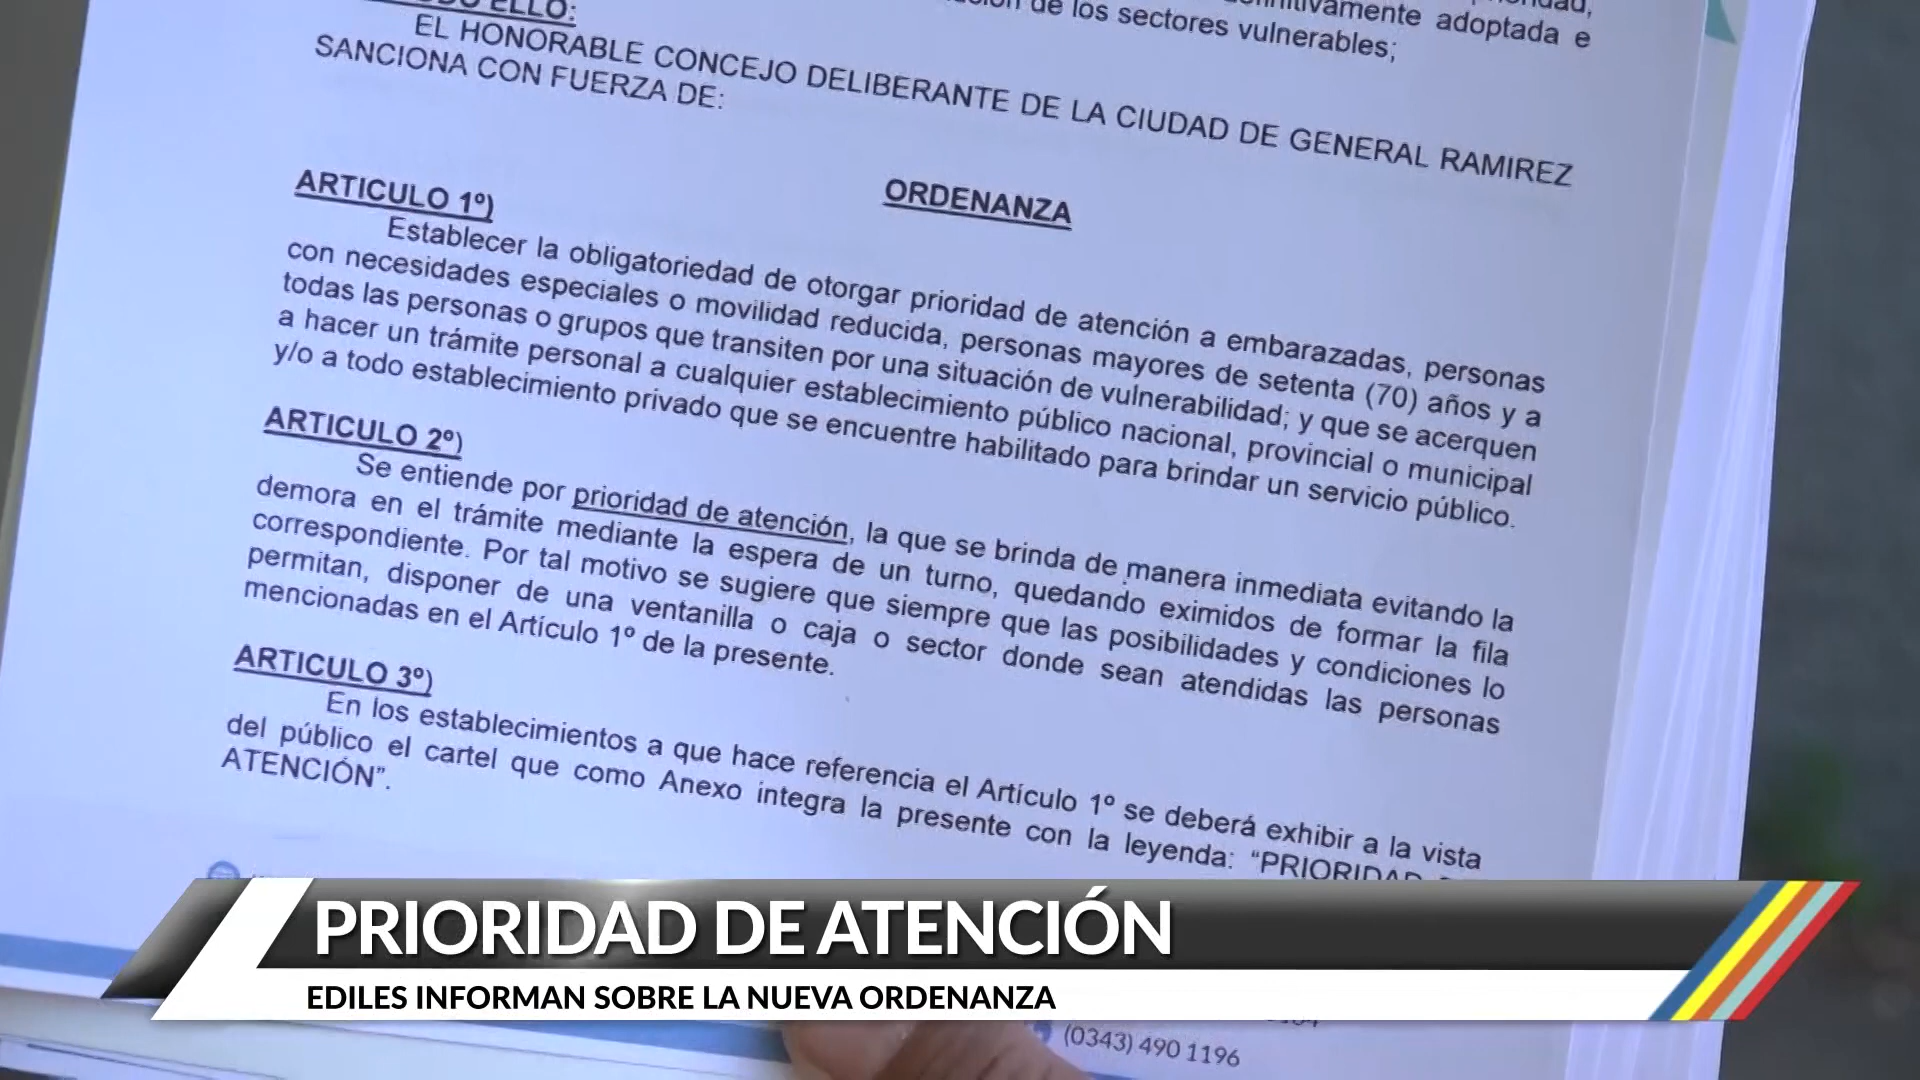 ELLO:
definitivamente adoptada e
de los sectores vulnerables;
EL HONORABLE CONCEJO DELIBERANTE DE LA CIUDAD DE GENERAL RAMIREZ
SANCIONA CON FUERZA DE:
ORDENANZA
ARTICULO 1º)
Establecer la obligatoriedad de otorgar prioridad de atención a embarazadas, personas
con necesidades especiales o movilidad reducida, personas mayores de setenta (70) años y a
todas las personas o grupos que transiten por una situación de vulnerabilidad; y que se acerquen
a hacer un trámite personal a cualquier establecimiento público nacional, provincial o municipal
y/o a todo establecimiento privado que se encuentre habilitado para brindar un servicio público.
ARTICULO 2º)
Se entiende por prioridad de atención, la que se brinda de manera inmediata evitando la
demora en el trámite mediante la espera de un turno, quedando eximidos de formar la fila
correspondiente. Por tal motivo se sugiere que siempre que las posibilidades y condiciones lo
permitan, disponer de una ventanilla o caja o sector donde sean atendidas las personas
mencionadas en el Artículo 1º de la presente.
ARTICULO 3º)
En los establecimientos a que hace referencia el Artículo 1º se deberá exhibir a la vista
del público el cartel que como Anexo integra la presente con la leyenda: “PRIORIDAD
ATENCIÓN”.
PRIORIDAD DE ATENCIÓN
EDILES INFORMAN SOBRE LA NUEVA ORDENANZA
(0343) 490 1196